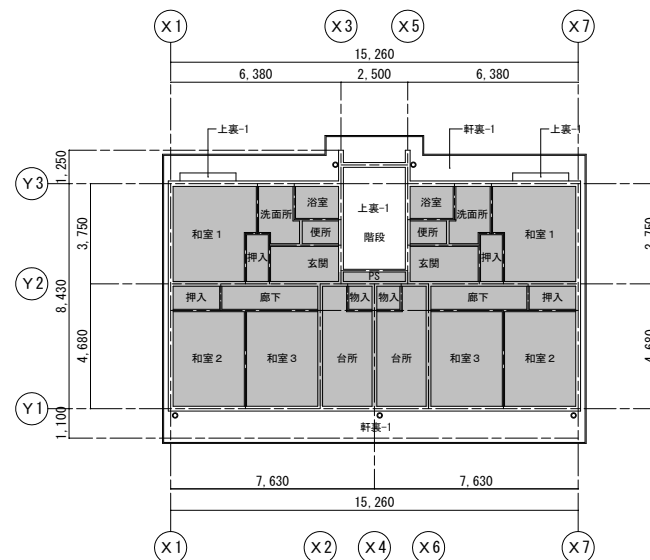 X1 X3 X5 X7
15,260
6,380 2,500 6,380
上裏-1 軒裏-1 上裏-1
1,250
Y3
浴室 上裏-1 浴室
洗面所 洗面所
和室1 便所 階段 便所 和室1
3,750
押入 玄関 玄関 押入
PS
Y2
8,430
押入 廊下 物入 物入 廊下 押入
4,680 4,680
和室2 和室3 台所 台所 和室3 和室2
Y1
1,100
軒裏-1
7,630 7,630
15,260
X1 X2 X4 X6 X7